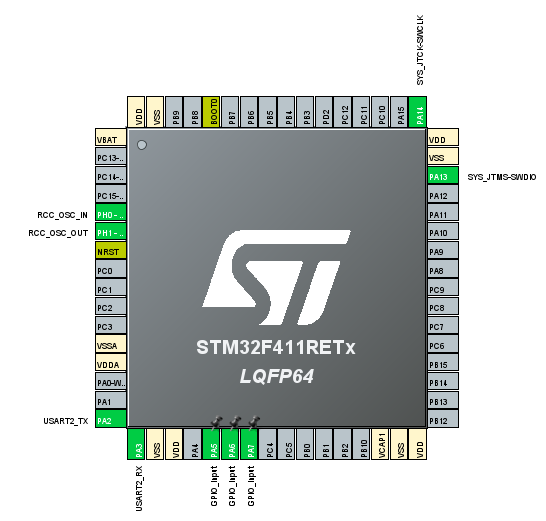 SYS_JTCK-SWCLK
VDD
VSS
PB9
PB8
BOOT0
PB7
PB6
PB5
PB4
PB3
PD2
PC12
PC11
PC10
PA15
PA14
VBAT
PC13-..
PC14-..
PC15-..
RCC_OSC_IN PH0-..
RCC_OSC_OUT PH1-..
NRST
PC0
PC1
PC2
PC3
VSSA
VDDA
PA0-W..
PA1
USART2_TX PA2
VDD
VSS
PA13 SYS_JTMS-SWDIO
PA12
PA11
PA10
PA9
PA8
PC9
PC8
PC7
PC6
PB15
PB14
PB13
PB12
ST
STM32F411RETx
LQFP64
PA3
VSS
VDD
PA4
PA5
PA6
PA7
PC4
PC5
PB0
PB1
PB2
PB10
VCAP1
VSS
VDD
USART2_RX
GPIO_Input
GPIO_Input
GPIO_Input